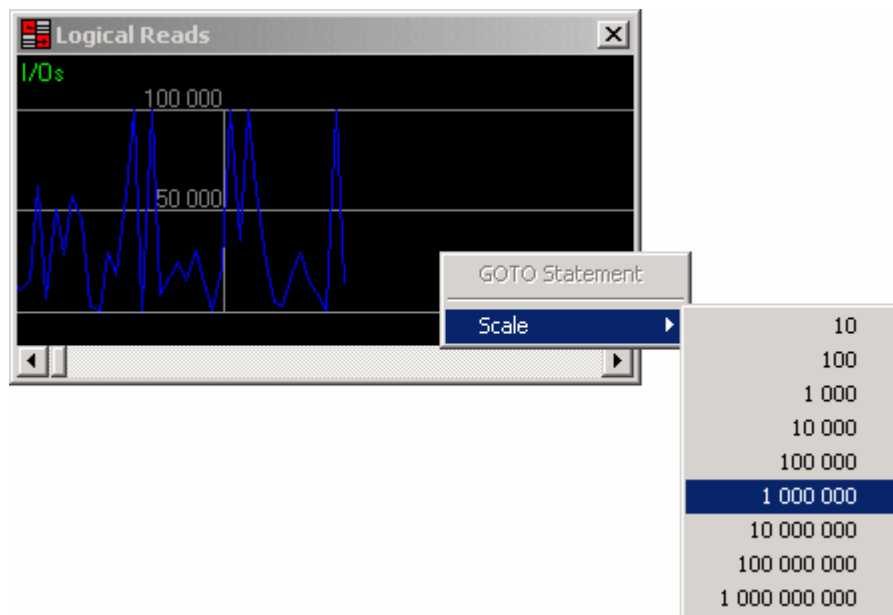 Logical Reads
I/Os
100 000
50 000
GOTO Statement
Scale
10
100
1 000
10 000
100 000
1 000 000
10 000 000
100 000 000
1 000 000 000